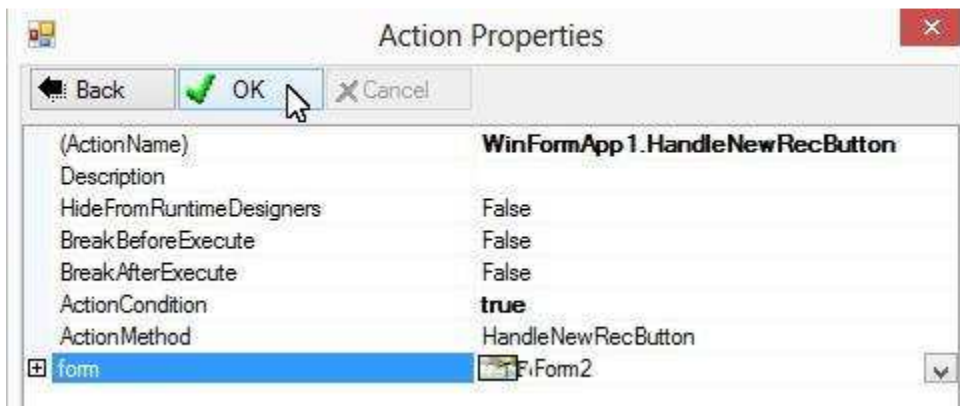 Action Properties
Back OK Cancel
(ActionName) WinFormApp1.HandleNewRecButton
Description
HideFromRuntimeDesigners False
BreakBeforeExecute False
BreakAfterExecute False
ActionCondition true
ActionMethod HandleNewRecButton
form Form2